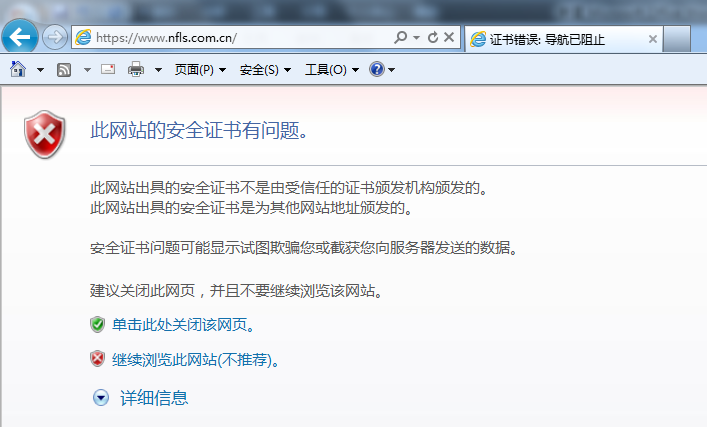 https://www.nfls.com.cn/
证书错误: 导航已阻止
页面(P) 安全(S) 工具(O)
此网站的安全证书有问题。
此网站出具的安全证书不是由受信任的证书颁发机构颁发的。
此网站出具的安全证书是为其他网站地址颁发的。
安全证书问题可能显示试图欺骗您或截获您向服务器发送的数据。
建议关闭此网页，并且不要继续浏览该网站。
单击此处关闭该网页。
继续浏览此网站(不推荐)。
详细信息